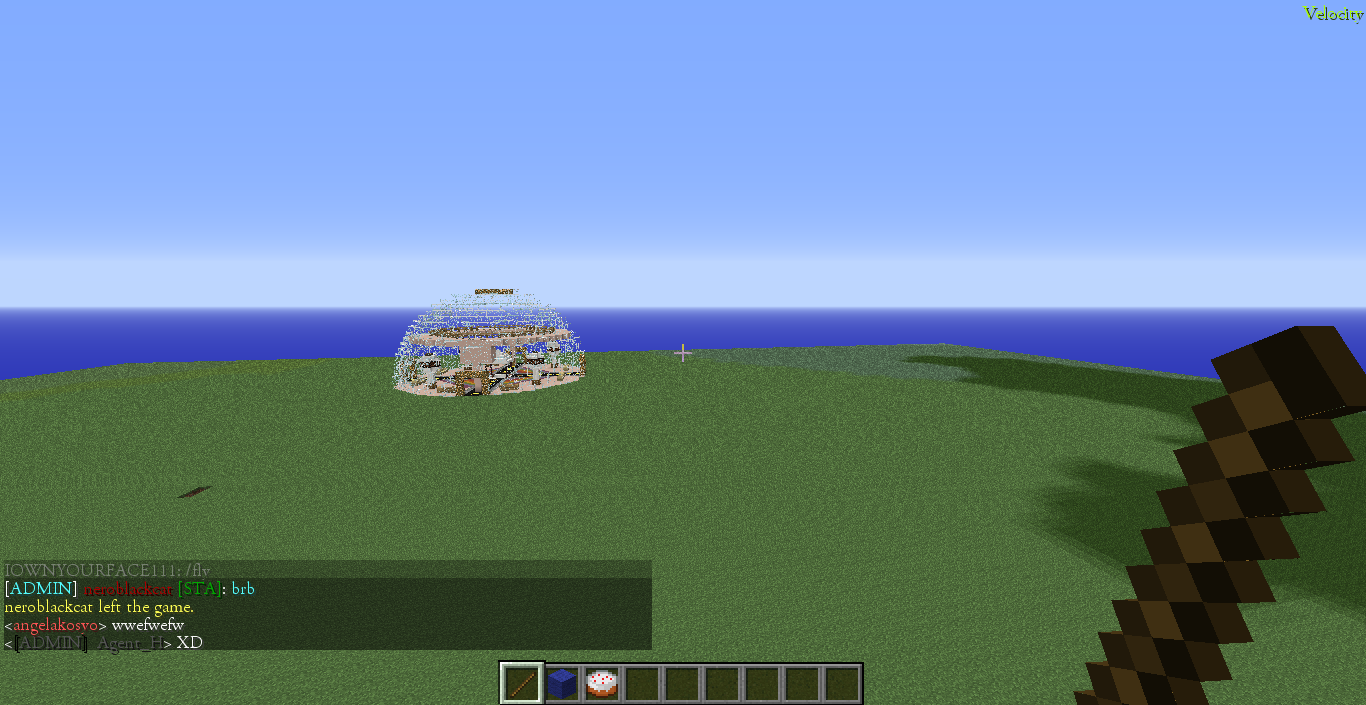 Velocity
IOWNYOURFACE111: /fly
[ADMIN] neroblackcat [STA]: brb
neroblackcat left the game.
<angelakosvo> wwefwefw
<[ADMIN] Agent_H> XD